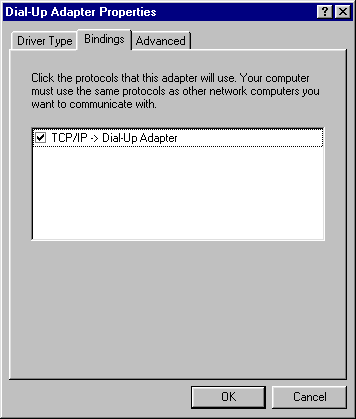 Dial-Up Adapter Properties
Driver Type Bindings Advanced
Click the protocols that this adapter will use. Your computer
must use the same protocols as other network computers you
want to communicate with.
TCP/IP -> Dial-Up Adapter
OK Cancel